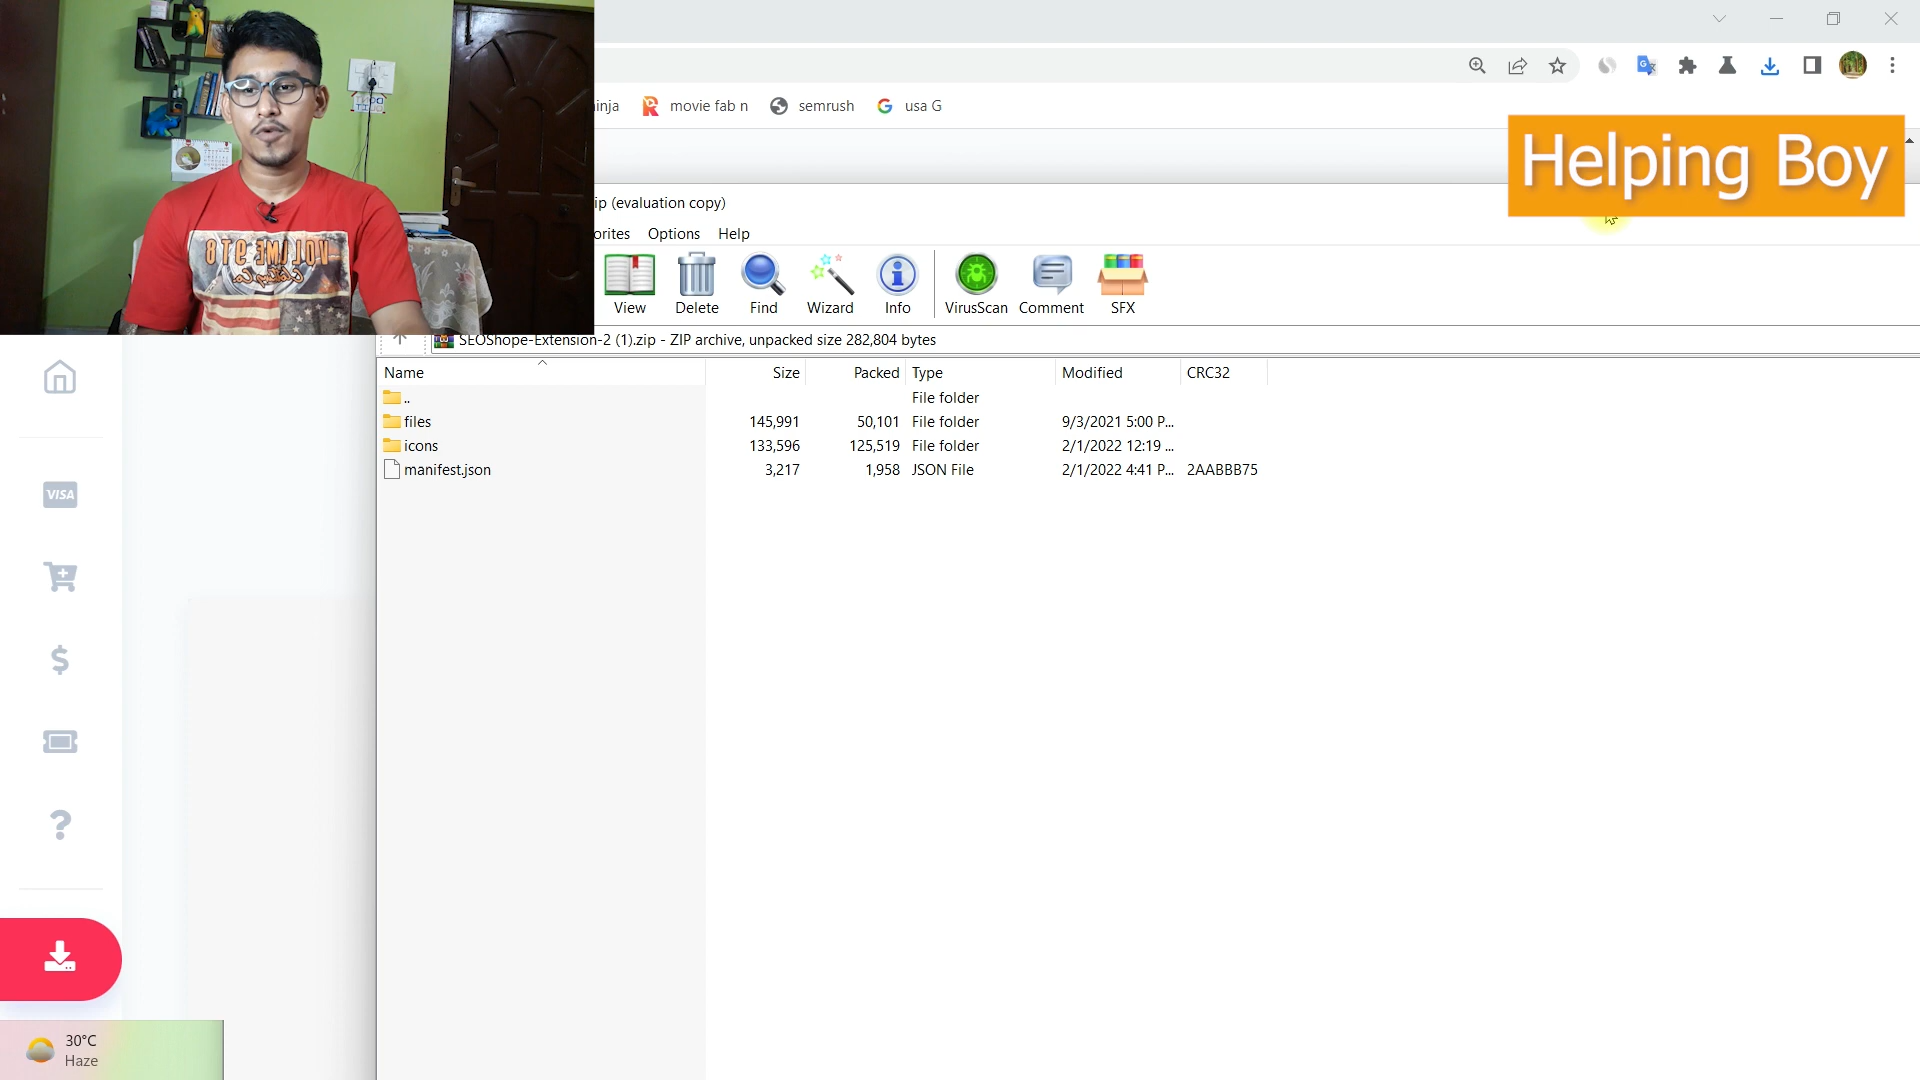 movie fab n
semrush
usa G
Helping Boy
ip (evaluation copy)
Options Help
View Delete Find Wizard Info VirusScan Comment SFX
SEOShope-Extension-2 (1).zip - ZIP archive, unpacked size 282,804 bytes
Name Size Packed Type Modified CRC32
.. File folder
files 145,991 50,101 File folder 9/3/2021 5:00 P...
icons 133,596 125,519 File folder 2/1/2022 12:19 ...
manifest.json 3,217 1,958 JSON File 2/1/2022 4:41 P... 2AABBB75
VISA
30°C
Haze